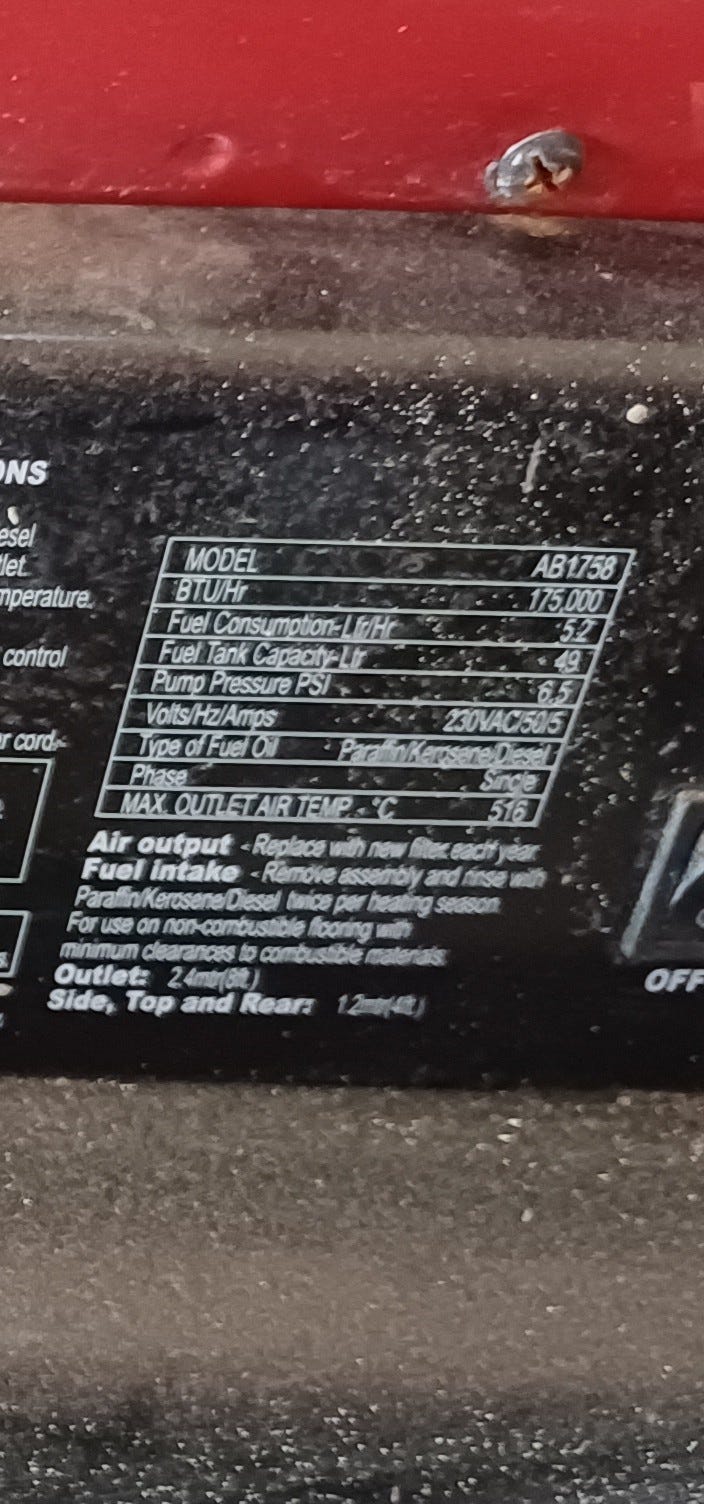 ONS
esel
let.
mperature.
control
r cord.
MODEL AB1758
BTU/Hr 175,000
Fuel Consumption-Ltr/Hr 5.2
Fuel Tank Capacity-Ltr 49
Pump Pressure PSI 6.5
Volts/Hz/Amps 230VAC/50/5
Type of Fuel Oil Paraffin/Kerosene/Diesel
Phase Single
MAX. OUTLET AIR TEMP. - °C 516
Air output - Replace with new filter each year.
Fuel Intake - Remove assembly and rinse with
Paraffin/Kerosene/Diesel twice per heating season.
For use on non-combustible flooring with
minimum clearances to combustible materials.
Outlet: 2.4mtr(8ft.)
Side, Top and Rear: 1.2mtr(4ft.)
OFF